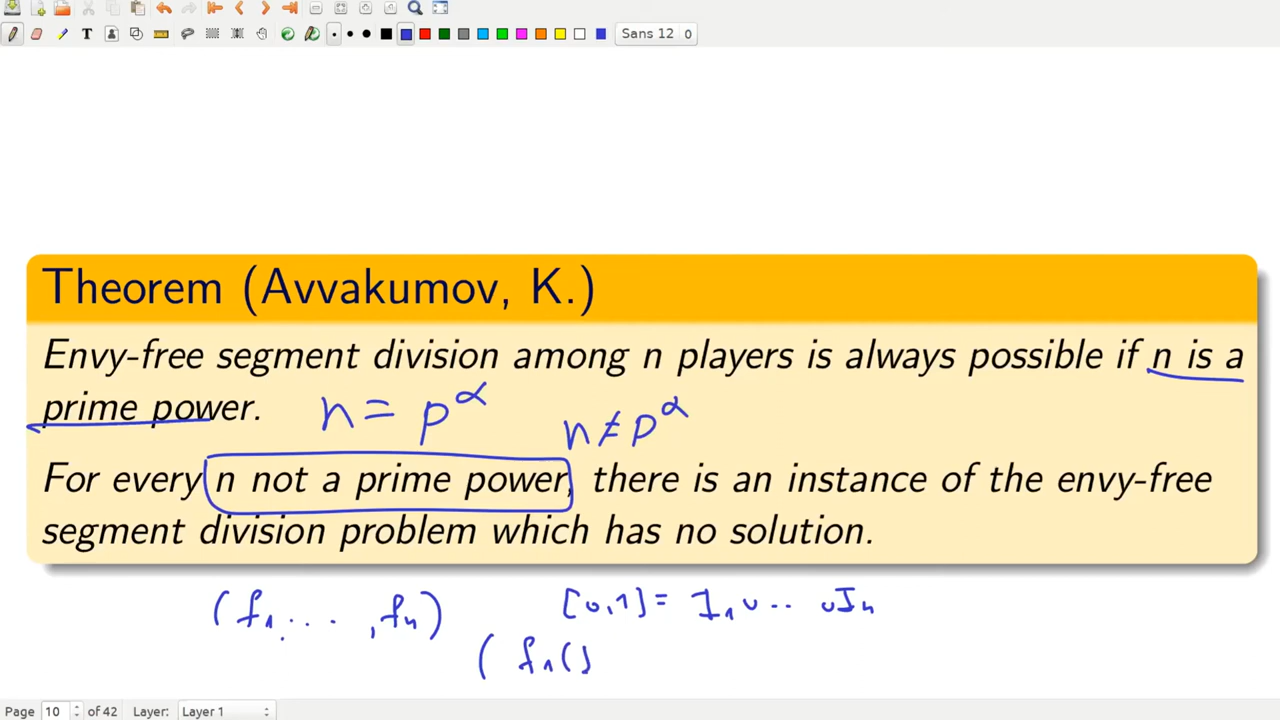 Sans 12 0
Theorem (Avvakumov, K.)
Envy-free segment division among n players is always possible if n is a
prime power. n = p^α
n ≠ p^α
For every n not a prime power, there is an instance of the envy-free
segment division problem which has no solution.
(f₁, ..., fₙ) [0,1] = I₁ ∪ .. ∪ Iₙ
( f₁()
Page 10 of 42 Layer: Layer 1